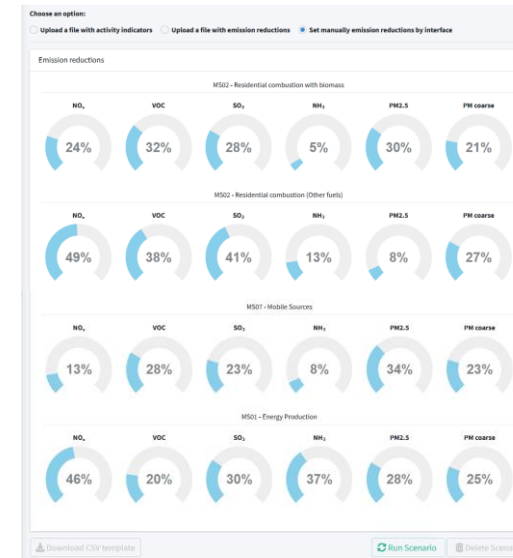 Choose an option:
Upload a file with activity indicators Upload a file with emission reductions Set manually emission reductions by interface
Emission reductions
MS02 - Residential combustion with biomass
NOₓ VOC SO₂ NH₃ PM2.5 PM coarse
24% 32% 28% 5% 30% 21%
MS02 - Residential combustion (Other fuels)
NOₓ VOC SO₂ NH₃ PM2.5 PM coarse
49% 38% 41% 13% 8% 27%
MS07 - Mobile Sources
NOₓ VOC SO₂ NH₃ PM2.5 PM coarse
13% 28% 23% 8% 34% 23%
MS01 - Energy Production
NOₓ VOC SO₂ NH₃ PM2.5 PM coarse
46% 20% 30% 37% 28% 25%
Download CSV template Run Scenario Delete Scena